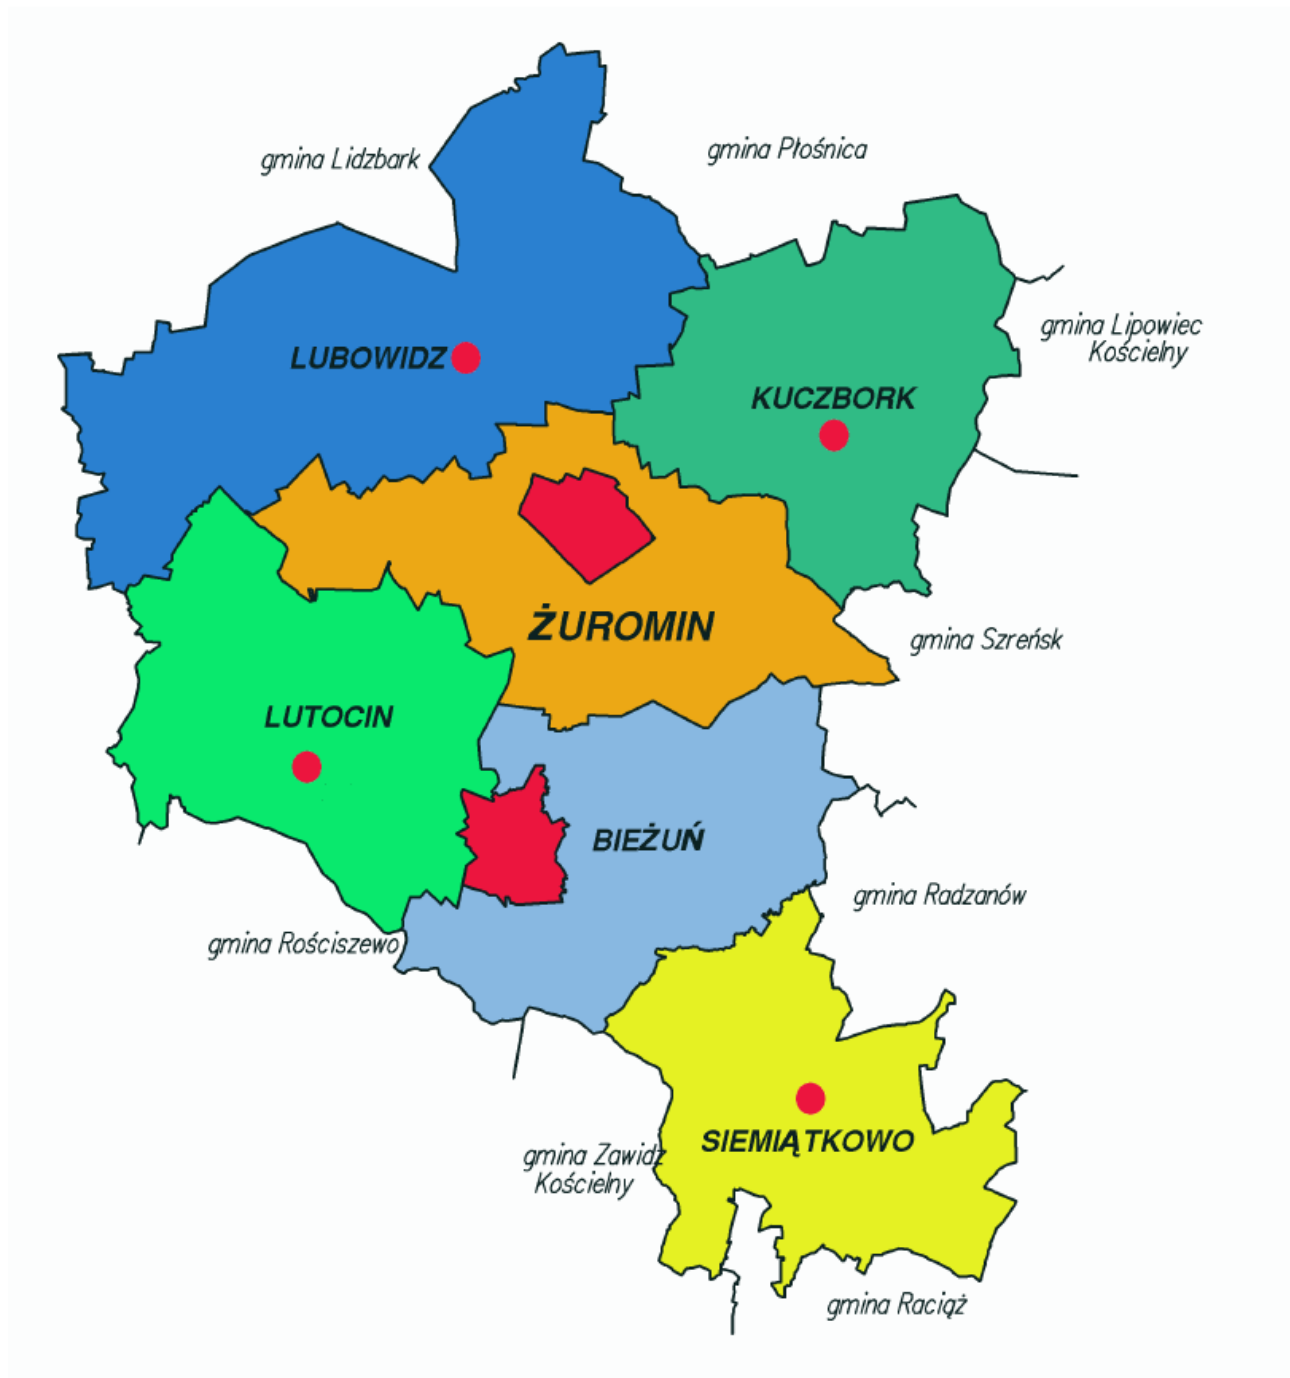 gmina Lidzbark
gmina Płośnica
gmina Lipowiec
Kościelny
LUBOWIDZ
KUCZBORK
ŻUROMIN
gmina Szreńsk
LUTOCIN
BIEŻUŃ
gmina Radzanów
gmina Rościszewo
SIEMIĄTKOWO
gmina Zawidz
Kościelny
gmina Raciąż